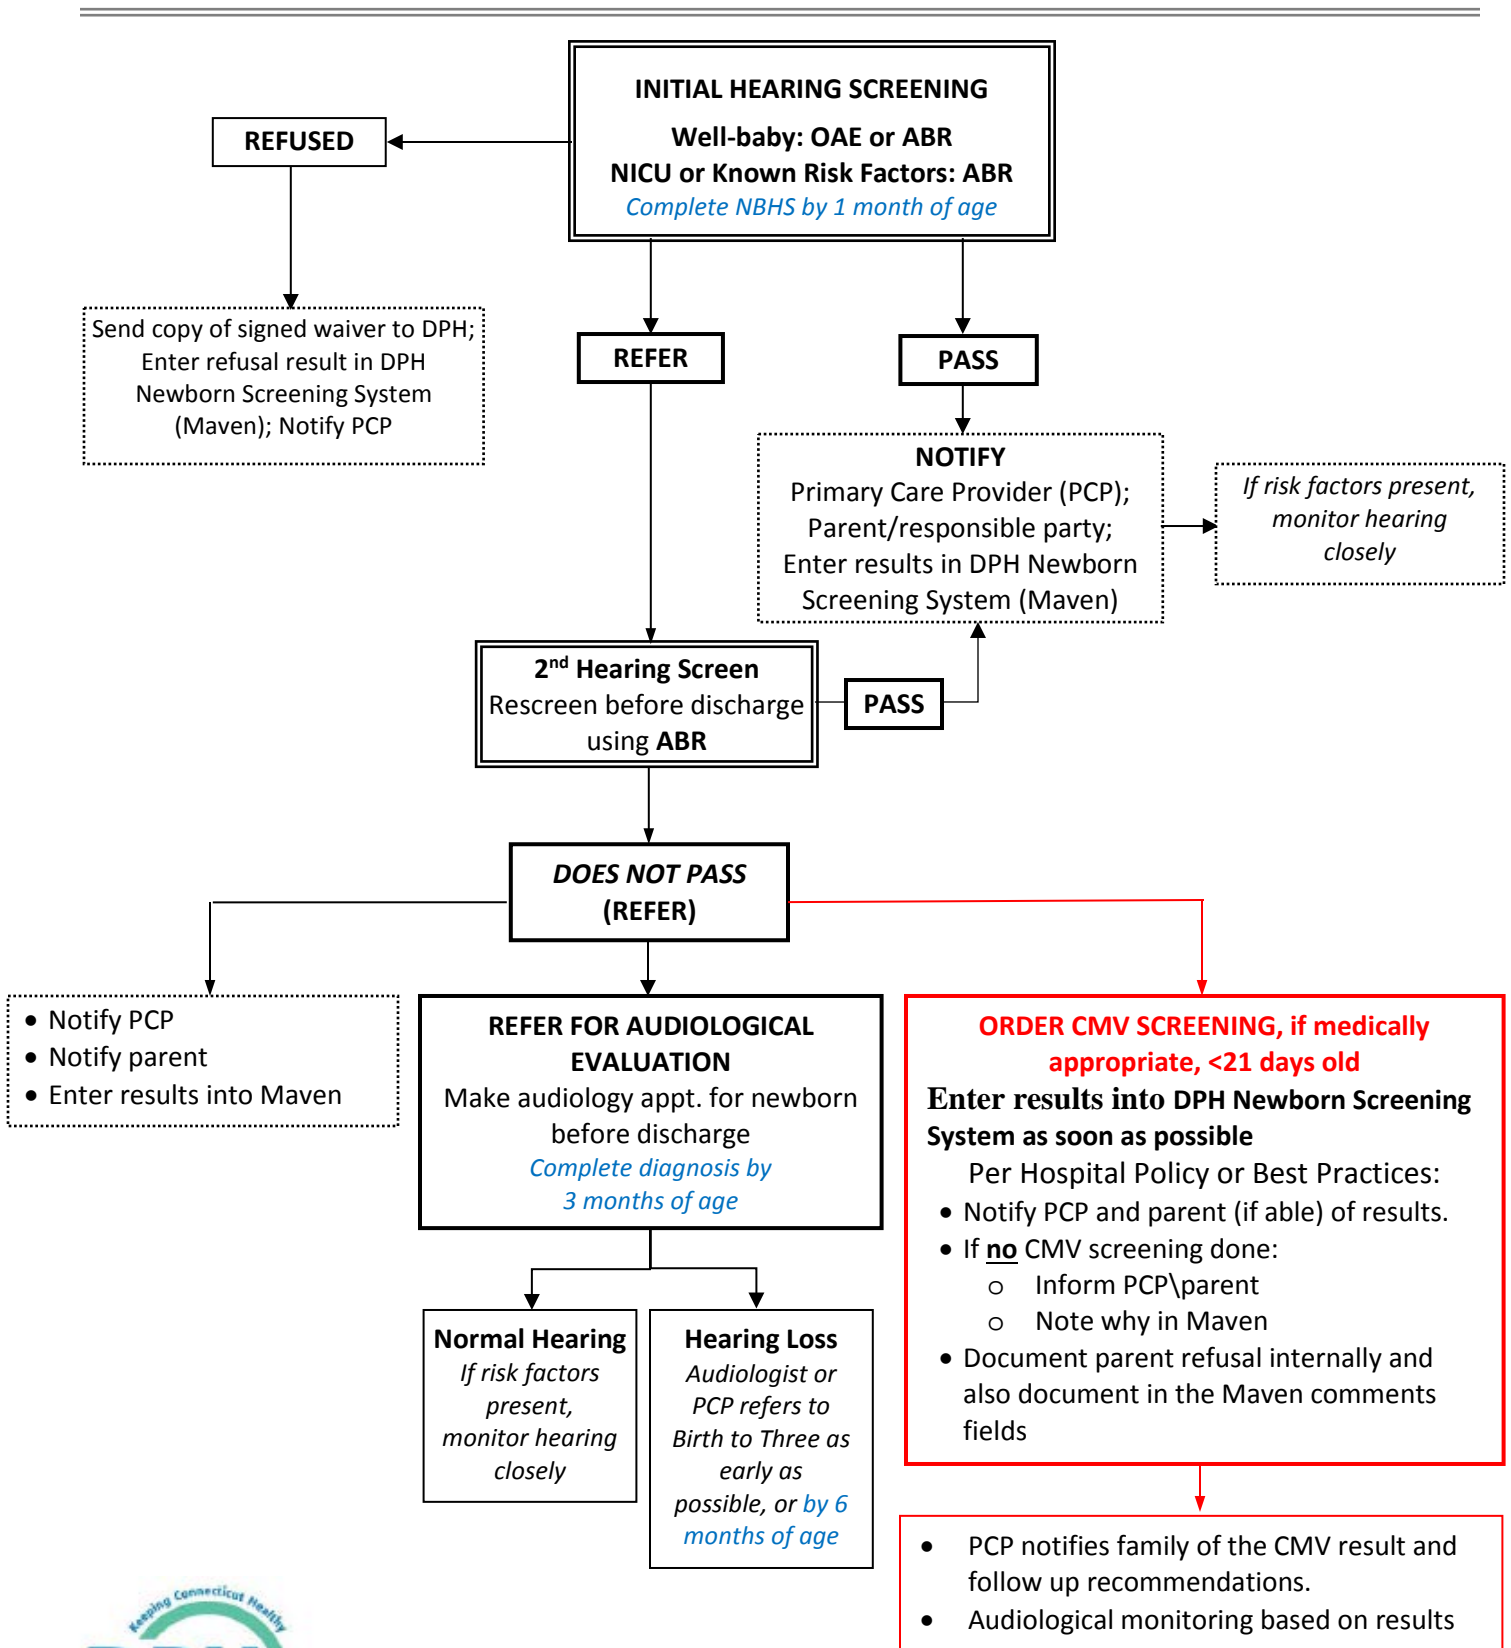 INITIAL HEARING SCREENING
Well-baby: OAE or ABR
NICU or Known Risk Factors: ABR
Complete NBHS by 1 month of age
REFUSED
Send copy of signed waiver to DPH;
Enter refusal result in DPH
Newborn Screening System
(Maven); Notify PCP
REFER
PASS
NOTIFY
Primary Care Provider (PCP);
Parent/responsible party;
Enter results in DPH Newborn
Screening System (Maven)
If risk factors present,
monitor hearing
closely
2nd Hearing Screen
Rescreen before discharge
using ABR
PASS
DOES NOT PASS
(REFER)
• Notify PCP
• Notify parent
• Enter results into Maven
REFER FOR AUDIOLOGICAL
EVALUATION
Make audiology appt. for newborn
before discharge
Complete diagnosis by
3 months of age
Normal Hearing
If risk factors
present,
monitor hearing
closely
Hearing Loss
Audiologist or
PCP refers to
Birth to Three as
early as
possible, or by 6
months of age
ORDER CMV SCREENING, if medically
appropriate, <21 days old
Enter results into DPH Newborn Screening
System as soon as possible
Per Hospital Policy or Best Practices:
• Notify PCP and parent (if able) of results.
• If no CMV screening done:
o Inform PCP\parent
o Note why in Maven
• Document parent refusal internally and
also document in the Maven comments
fields
• PCP notifies family of the CMV result and
follow up recommendations.
• Audiological monitoring based on results
Keeping Connecticut Healthy